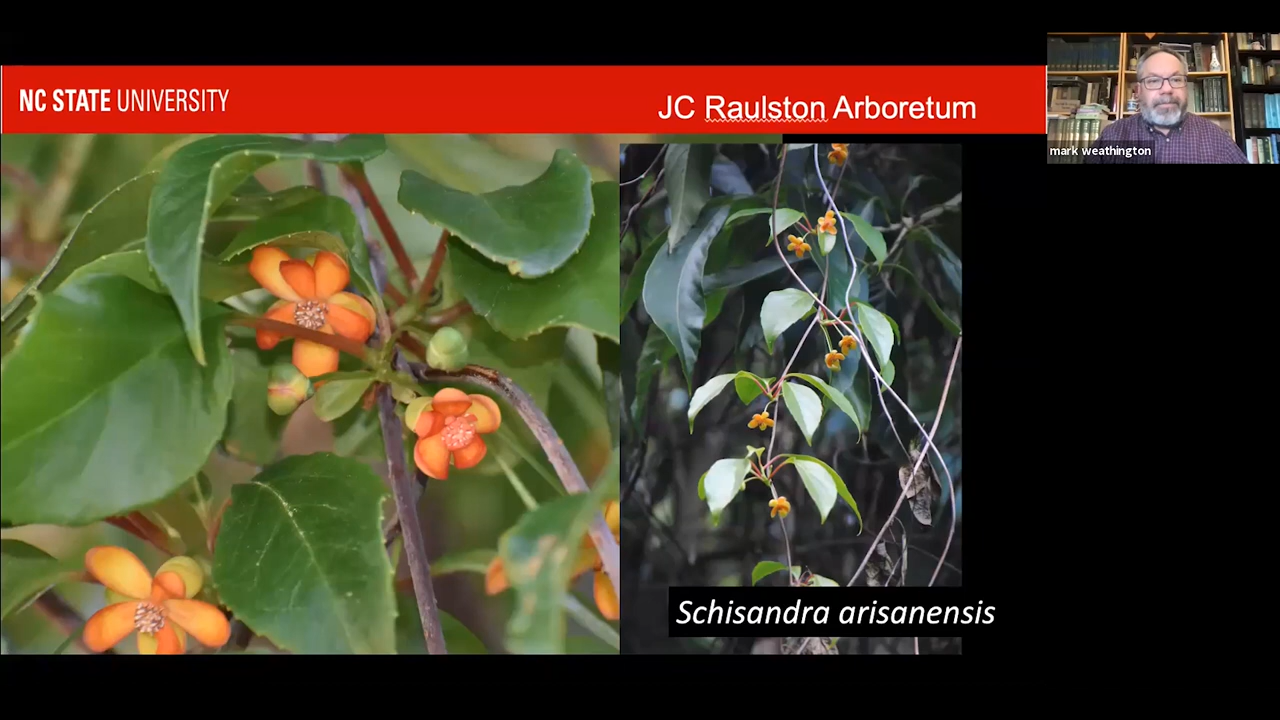 NC STATE UNIVERSITY
JC Raulston Arboretum
mark weathington
Schisandra arisanensis